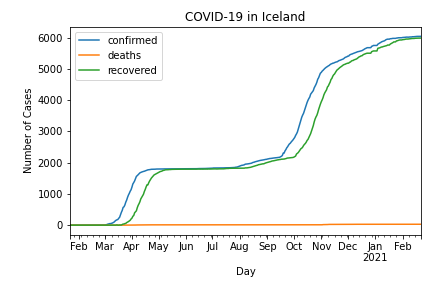 COVID-19 in Iceland
confirmed
deaths
recovered
Number of Cases
6000
5000
4000
3000
2000
1000
0
Feb Mar Apr May Jun Jul Aug Sep Oct Nov Dec Jan Feb
2021
Day